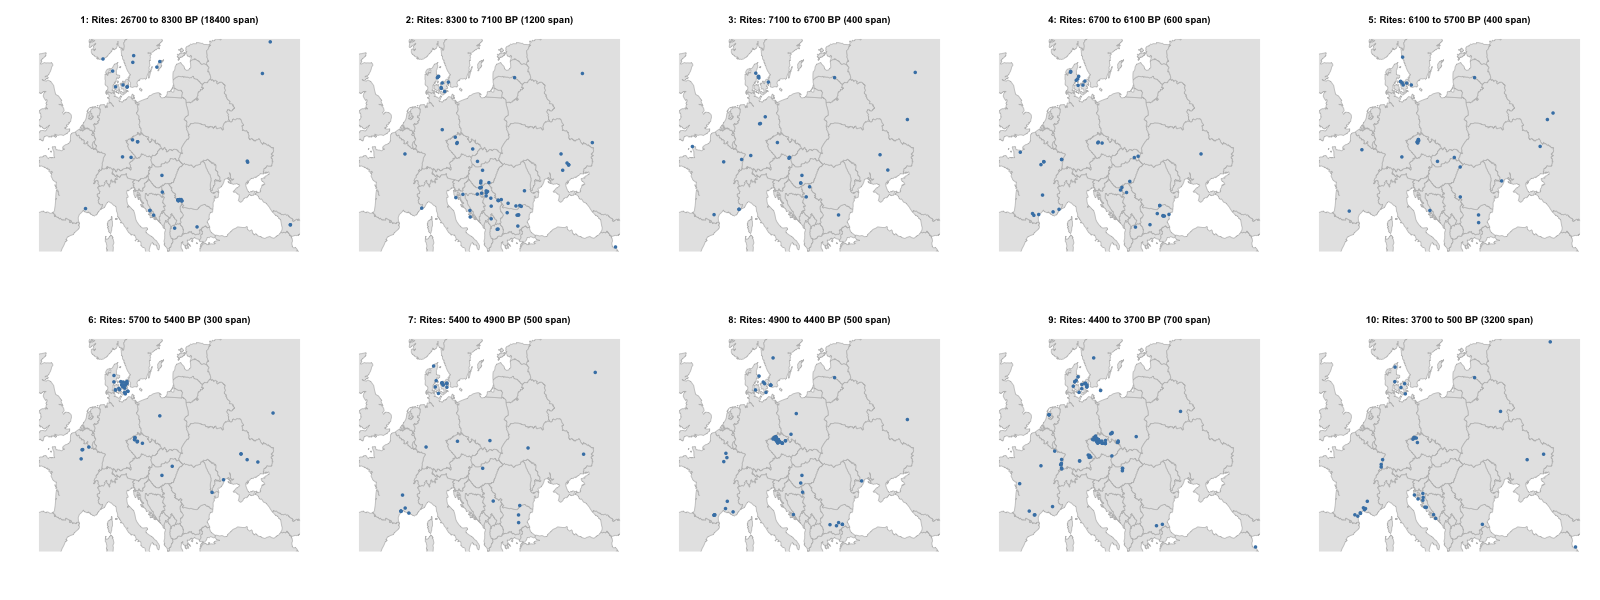 1: Rites: 26700 to 8300 BP (18400 span)
2: Rites: 8300 to 7100 BP (1200 span)
3: Rites: 7100 to 6700 BP (400 span)
4: Rites: 6700 to 6100 BP (600 span)
5: Rites: 6100 to 5700 BP (400 span)
6: Rites: 5700 to 5400 BP (300 span)
7: Rites: 5400 to 4900 BP (500 span)
8: Rites: 4900 to 4400 BP (500 span)
9: Rites: 4400 to 3700 BP (700 span)
10: Rites: 3700 to 500 BP (3200 span)